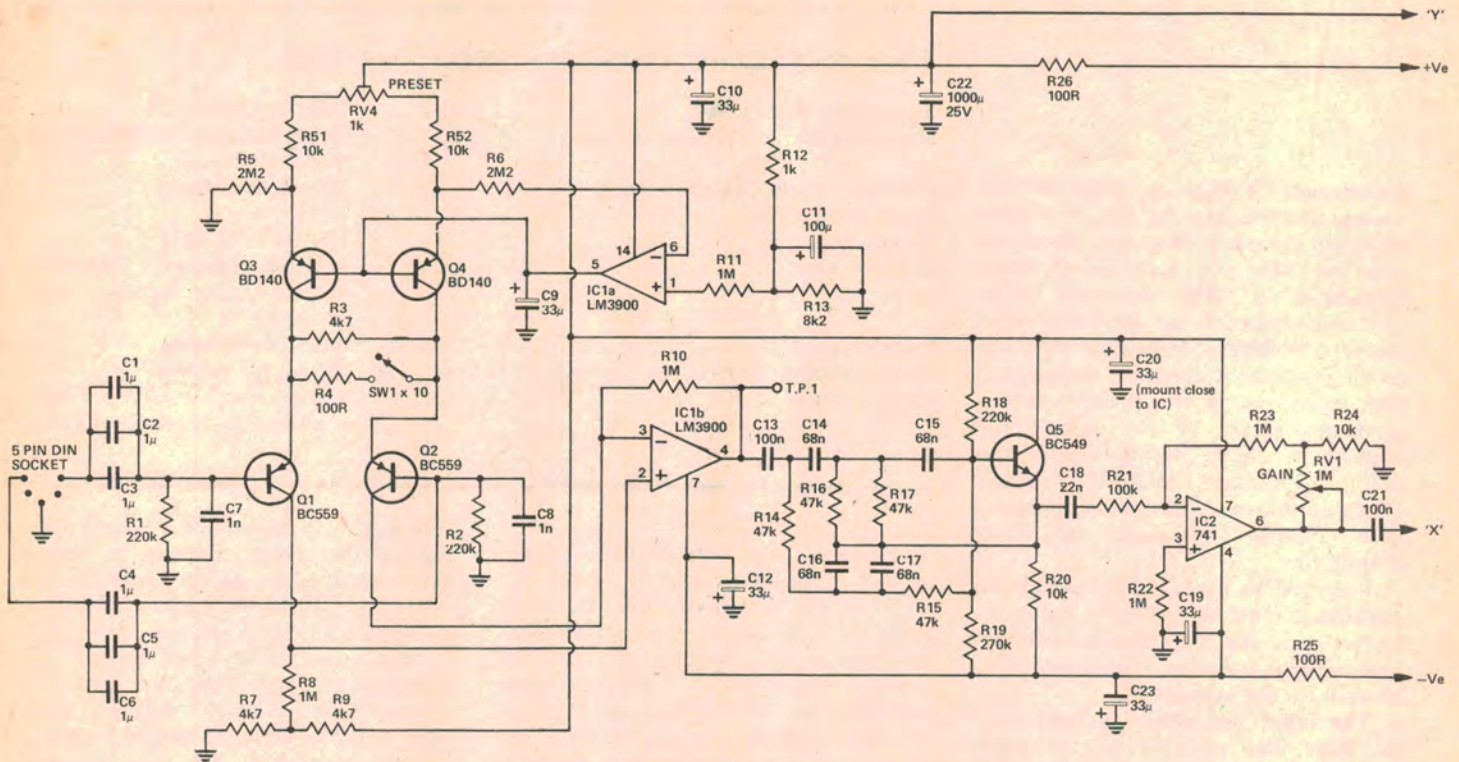 'Y'
+Ve
PRESET
RV4
1k
C10
33μ
C22
1000μ
25V
R26
100R
R51
10k
R52
10k
R5
2M2
R6
2M2
R12
1k
C11
100μ
14
6
5
1
IC1a
LM3900
R11
1M
R13
8k2
Q3
BD140
Q4
BD140
C9
33μ
R3
4k7
R4
100R
SW1 x 10
C1
1μ
C2
1μ
C3
1μ
5 PIN DIN
SOCKET
R10
1M
T.P.1
IC1b
LM3900
3
2
4
7
C13
100n
C14
68n
C15
68n
R18
220k
C20
33μ
(mount close
to IC)
R23
1M
R24
10k
Q5
BC549
GAIN
RV1
1M
C21
100n
C18
22n
R21
100k
2
7
IC2
741
6
3
4
'X'
Q1
BC559
Q2
BC559
R1
220k
C7
1n
R2
220k
C8
1n
R14
47k
R16
47k
R17
47k
C16
68n
C17
68n
R15
47k
R20
10k
R22
1M
C19
33μ
C12
33μ
R19
270k
R25
100R
-Ve
C4
1μ
C5
1μ
C6
1μ
R8
1M
R7
4k7
R9
4k7
C23
33μ